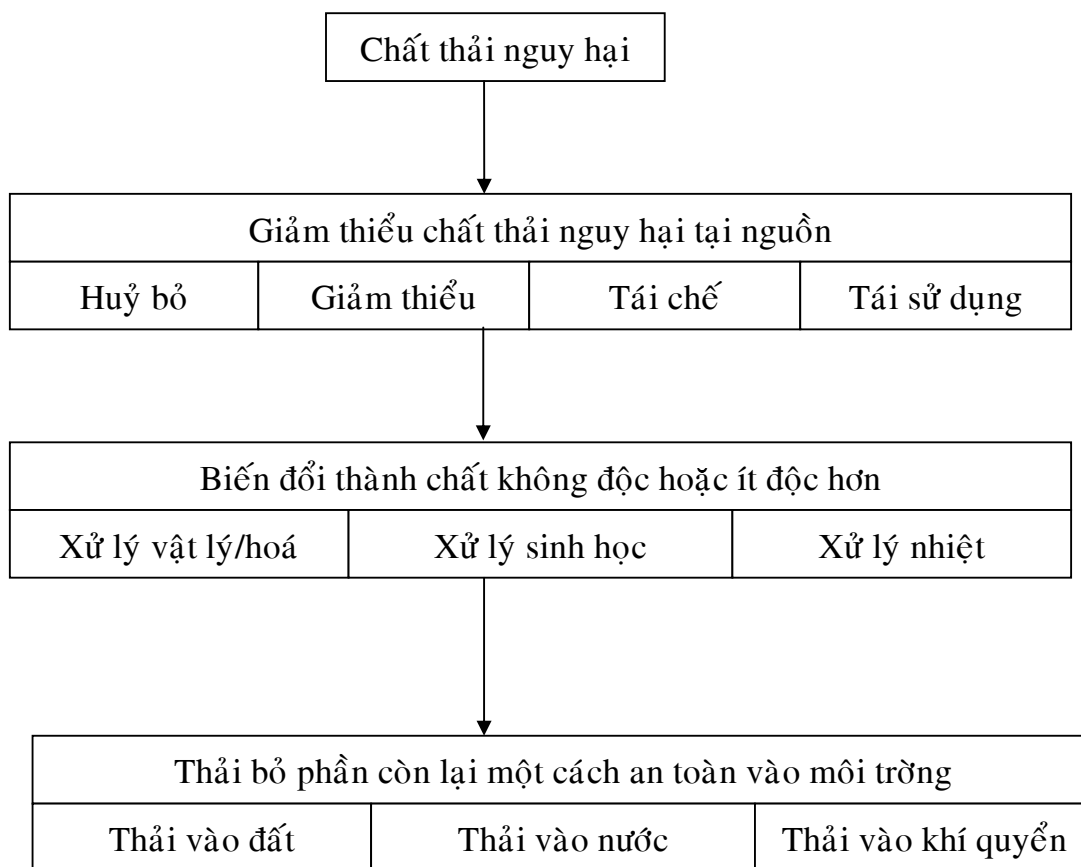 Chất thải nguy hại
Giảm thiểu chất thải nguy hại tại nguồn
Huỷ bỏ
Giảm thiểu
Tái chế
Tái sử dụng
Biến đổi thành chất không độc hoặc ít độc hơn
Xử lý vật lý/hoá
Xử lý sinh học
Xử lý nhiệt
Thải bỏ phần còn lại một cách an toàn vào môi trờng
Thải vào đất
Thải vào nước
Thải vào khí quyển